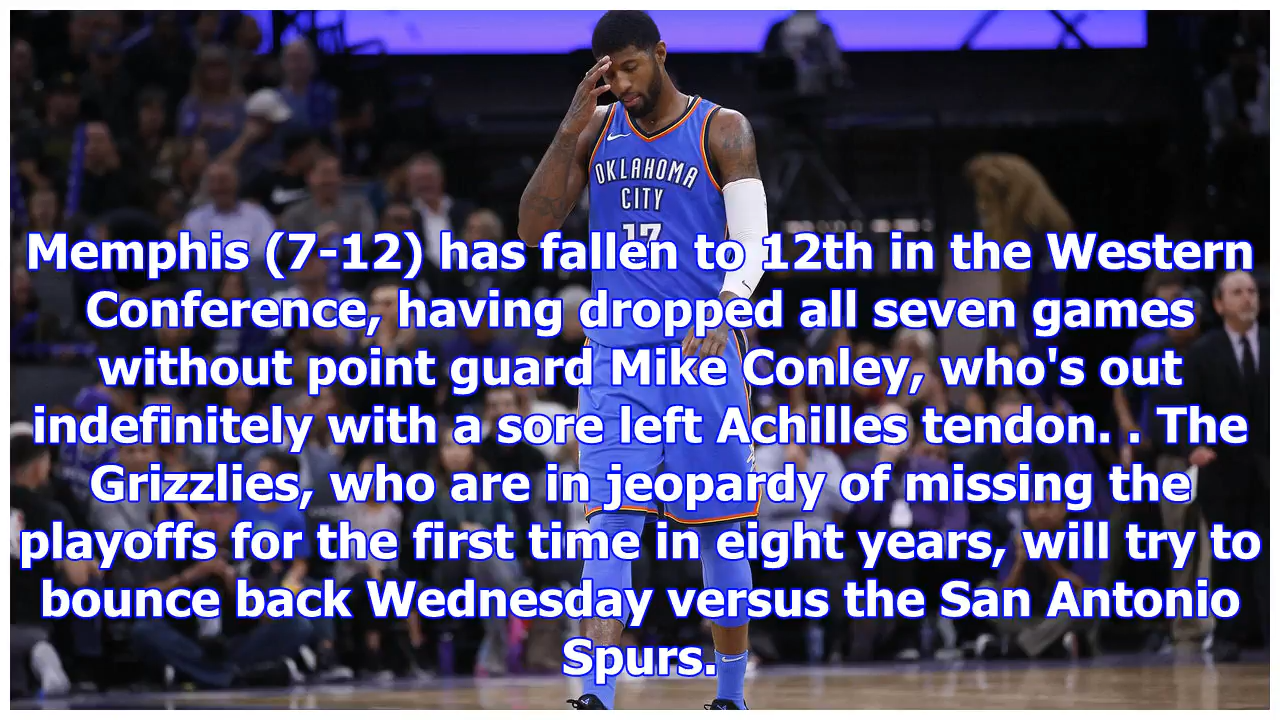 OKLAHOMA
CITY
Memphis (7-12) has fallen to 12th in the Western
Conference, having dropped all seven games
without point guard Mike Conley, who's out
indefinitely with a sore left Achilles tendon. . The
Grizzlies, who are in jeopardy of missing the
playoffs for the first time in eight years, will try to
bounce back Wednesday versus the San Antonio
Spurs.